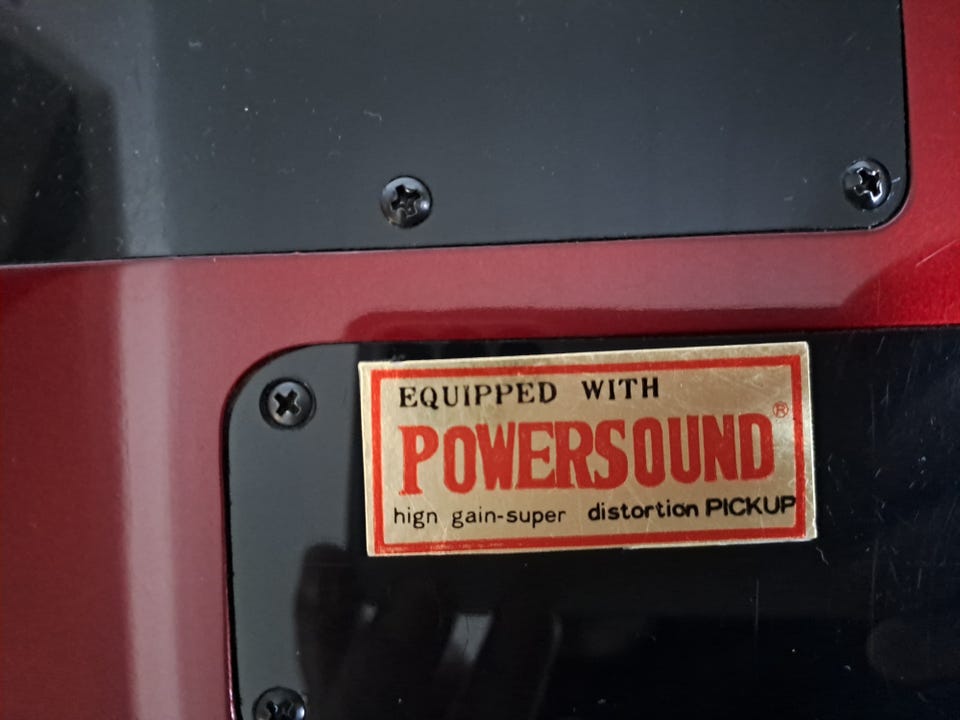 EQUIPPED WITH
POWERSOUND®
hign gain-super distortion PICKUP